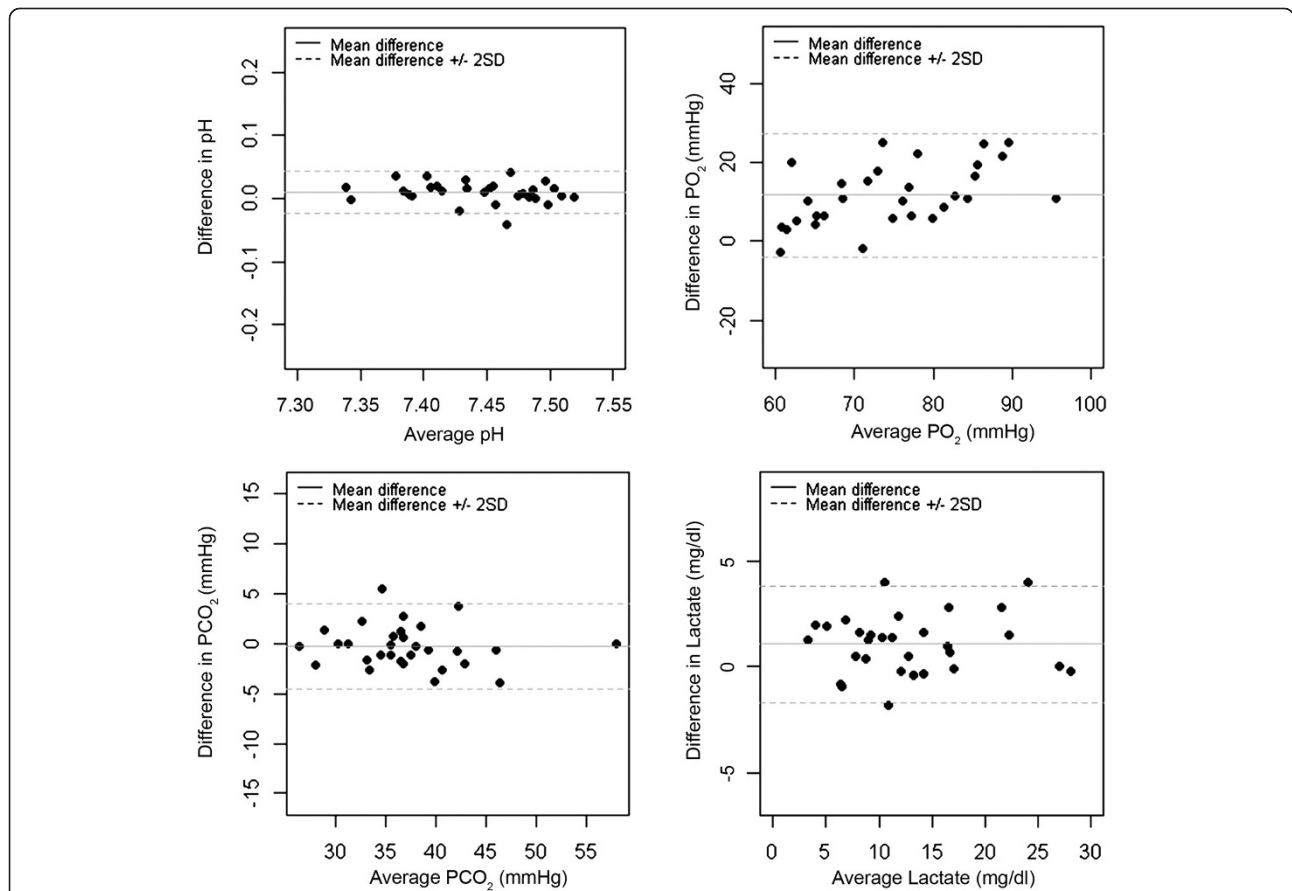 Mean difference
Mean difference +/- 2SD
Difference in pH
0.2
0.1
0.0
-0.1
-0.2
7.30 7.35 7.40 7.45 7.50 7.55
Average pH
Mean difference
Mean difference +/- 2SD
Difference in PO₂ (mmHg)
40
20
0
-20
60 70 80 90 100
Average PO₂ (mmHg)
Mean difference
Mean difference +/- 2SD
Difference in PCO₂ (mmHg)
15
10
5
0
-5
-10
-15
30 35 40 45 50 55
Average PCO₂ (mmHg)
Mean difference
Mean difference +/- 2SD
Difference in Lactate (mg/dl)
5
0
-5
0 5 10 15 20 25 30
Average Lactate (mg/dl)